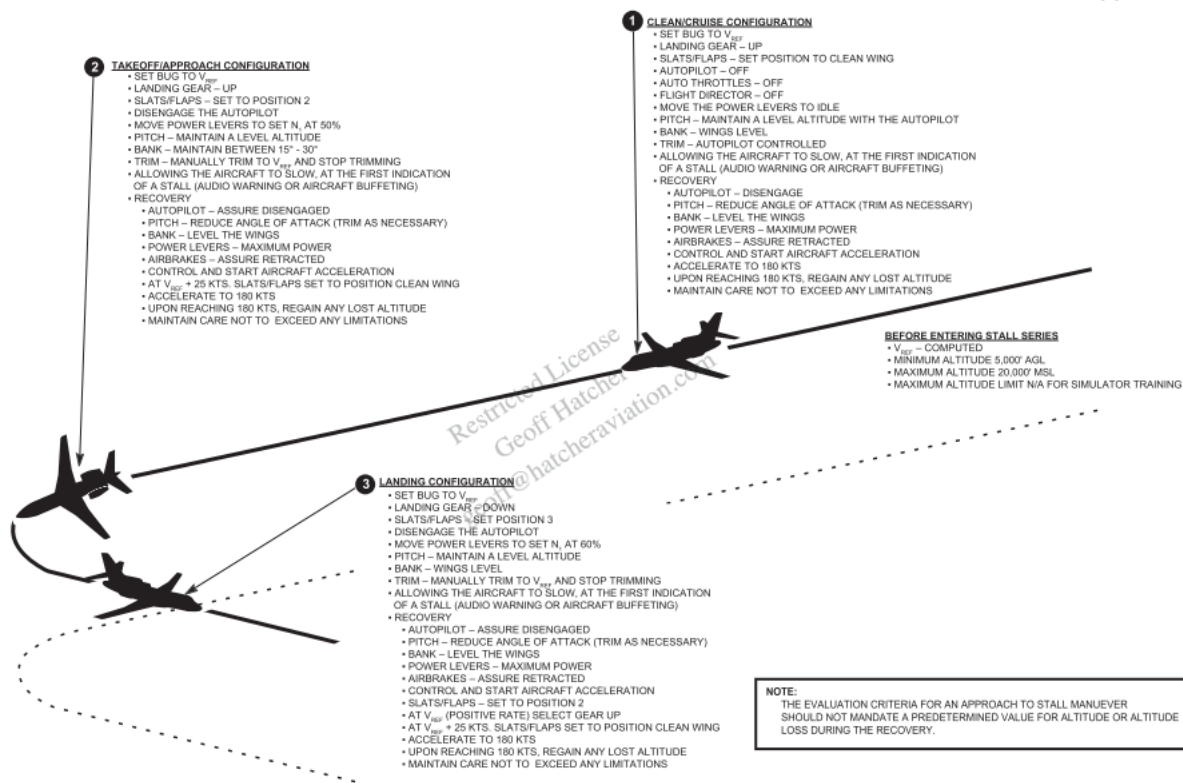 1 CLEAN/CRUISE CONFIGURATION
• SET BUG TO VREF
• LANDING GEAR – UP
• SLATS/FLAPS – SET POSITION TO CLEAN WING
• AUTOPILOT – OFF
• AUTO THROTTLES – OFF
• FLIGHT DIRECTOR – OFF
• MOVE THE POWER LEVERS TO IDLE
• PITCH – MAINTAIN A LEVEL ALTITUDE WITH THE AUTOPILOT
• BANK – WINGS LEVEL
• TRIM – AUTOPILOT CONTROLLED
• ALLOWING THE AIRCRAFT TO SLOW, AT THE FIRST INDICATION
OF A STALL (AUDIO WARNING OR AIRCRAFT BUFFETING)
• RECOVERY
• AUTOPILOT – DISENGAGE
• PITCH – REDUCE ANGLE OF ATTACK (TRIM AS NECESSARY)
• BANK – LEVEL THE WINGS
• POWER LEVERS – MAXIMUM POWER
• AIRBRAKES – ASSURE RETRACTED
• CONTROL AND START AIRCRAFT ACCELERATION
• ACCELERATE TO 180 KTS
• UPON REACHING 180 KTS, REGAIN ANY LOST ALTITUDE
• MAINTAIN CARE NOT TO EXCEED ANY LIMITATIONS
2 TAKEOFF/APPROACH CONFIGURATION
• SET BUG TO VREF
• LANDING GEAR – UP
• SLATS/FLAPS – SET TO POSITION 2
• DISENGAGE THE AUTOPILOT
• MOVE POWER LEVERS TO SET N, AT 50%
• PITCH – MAINTAIN A LEVEL ALTITUDE
• BANK – MAINTAIN BETWEEN 15° - 30°
• TRIM – MANUALLY TRIM TO VREF AND STOP TRIMMING
• ALLOWING THE AIRCRAFT TO SLOW, AT THE FIRST INDICATION
OF A STALL (AUDIO WARNING OR AIRCRAFT BUFFETING)
• RECOVERY
• AUTOPILOT – ASSURE DISENGAGED
• PITCH – REDUCE ANGLE OF ATTACK (TRIM AS NECESSARY)
• BANK – LEVEL THE WINGS
• POWER LEVERS – MAXIMUM POWER
• AIRBRAKES – ASSURE RETRACTED
• CONTROL AND START AIRCRAFT ACCELERATION
• AT VREF + 25 KTS. SLATS/FLAPS SET TO POSITION CLEAN WING
• ACCELERATE TO 180 KTS
• UPON REACHING 180 KTS, REGAIN ANY LOST ALTITUDE
• MAINTAIN CARE NOT TO EXCEED ANY LIMITATIONS
BEFORE ENTERING STALL SERIES
• VREF – COMPUTED
• MINIMUM ALTITUDE 5,000' AGL
• MAXIMUM ALTITUDE 20,000' MSL
• MAXIMUM ALTITUDE LIMIT N/A FOR SIMULATOR TRAINING
Restricted License
Geoff Hatcher
geoff@hatcheraviation.com
3 LANDING CONFIGURATION
• SET BUG TO VREF
• LANDING GEAR – DOWN
• SLATS/FLAPS – SET POSITION 3
• DISENGAGE THE AUTOPILOT
• MOVE POWER LEVERS TO SET N, AT 60%
• PITCH – MAINTAIN A LEVEL ALTITUDE
• BANK – WINGS LEVEL
• TRIM – MANUALLY TRIM TO VREF AND STOP TRIMMING
• ALLOWING THE AIRCRAFT TO SLOW, AT THE FIRST INDICATION
OF A STALL (AUDIO WARNING OR AIRCRAFT BUFFETING)
• RECOVERY
• AUTOPILOT – ASSURE DISENGAGED
• PITCH – REDUCE ANGLE OF ATTACK (TRIM AS NECESSARY)
• BANK – LEVEL THE WINGS
• POWER LEVERS – MAXIMUM POWER
• AIRBRAKES – ASSURE RETRACTED
• CONTROL AND START AIRCRAFT ACCELERATION
• SLATS/FLAPS – SET TO POSITION 2
• AT VREF (POSITIVE RATE) SELECT GEAR UP
• AT VREF + 25 KTS. SLATS/FLAPS SET TO POSITION CLEAN WING
• ACCELERATE TO 180 KTS
• UPON REACHING 180 KTS, REGAIN ANY LOST ALTITUDE
• MAINTAIN CARE NOT TO EXCEED ANY LIMITATIONS
NOTE:
THE EVALUATION CRITERIA FOR AN APPROACH TO STALL MANUEVER
SHOULD NOT MANDATE A PREDETERMINED VALUE FOR ALTITUDE OR ALTITUDE
LOSS DURING THE RECOVERY.